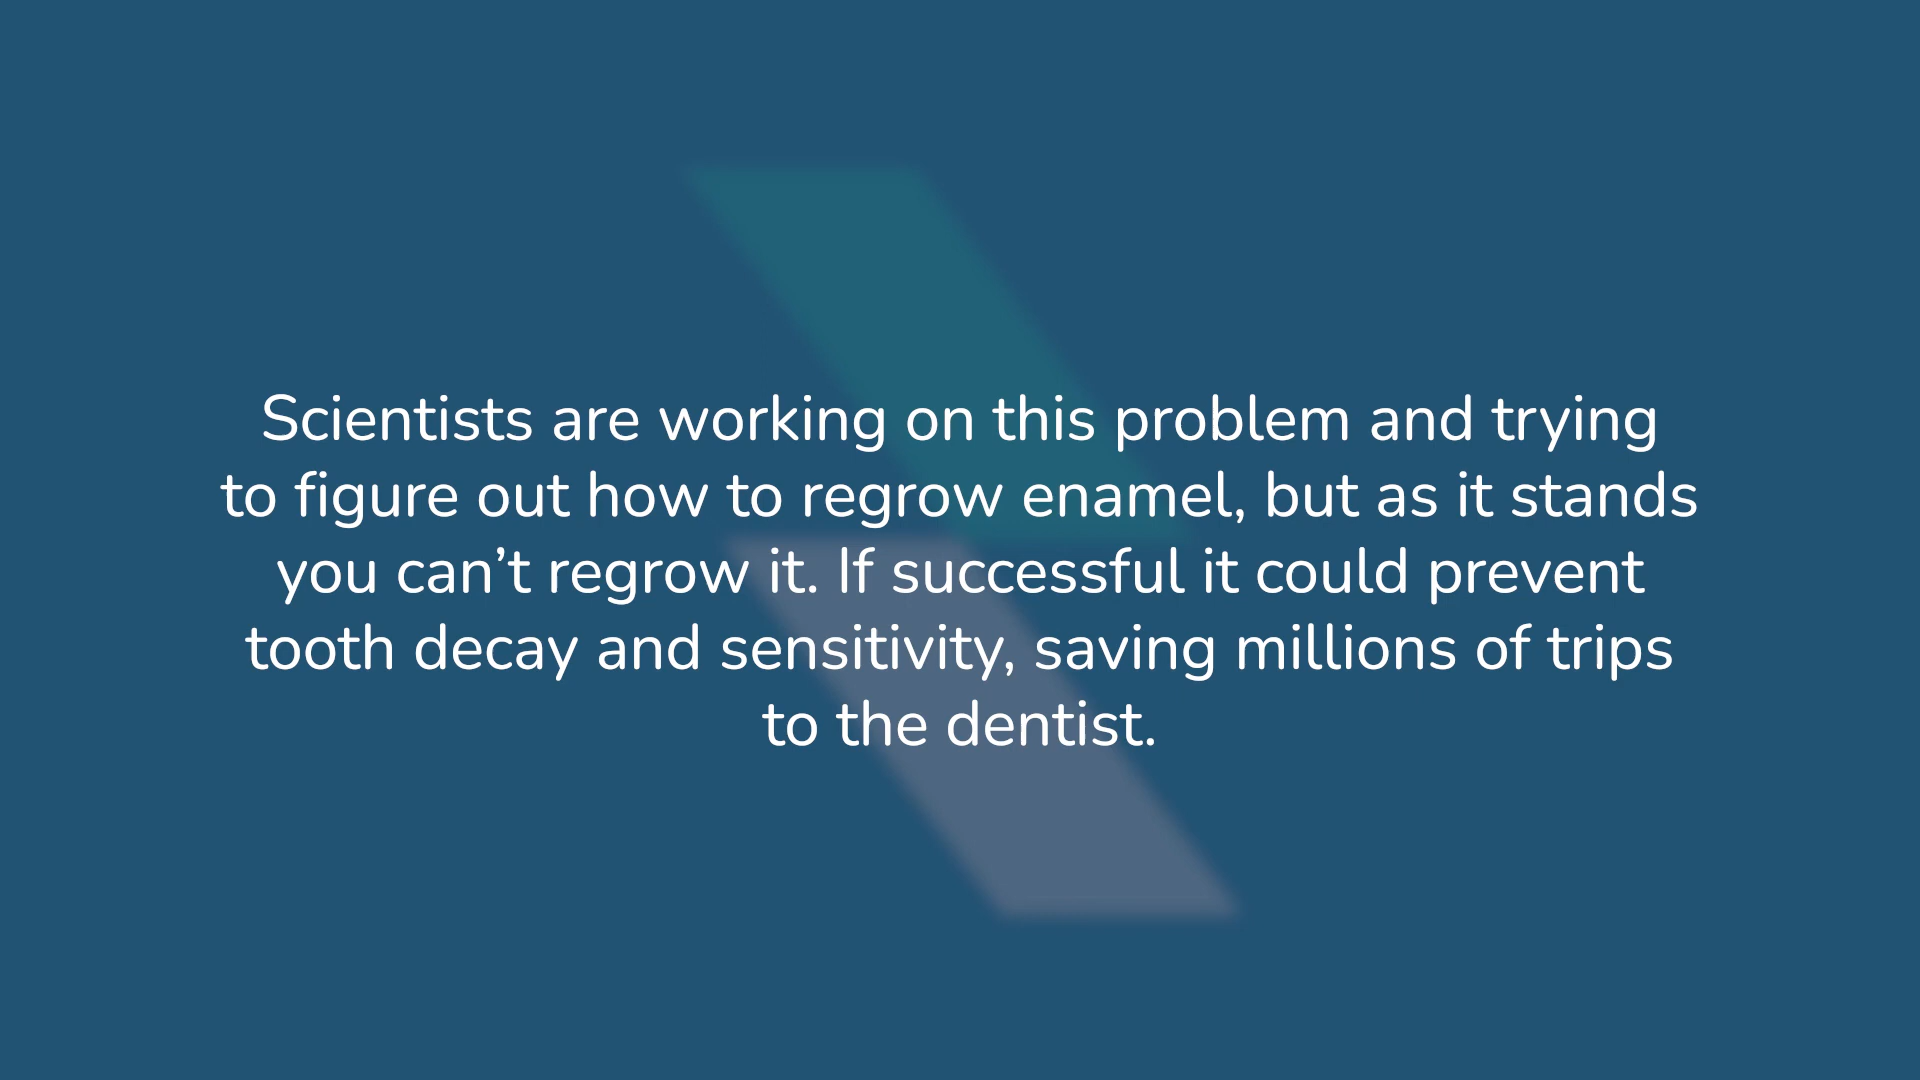 Scientists are working on this problem and trying
to figure out how to regrow enamel, but as it stands
you can’t regrow it. If successful it could prevent
tooth decay and sensitivity, saving millions of trips
to the dentist.